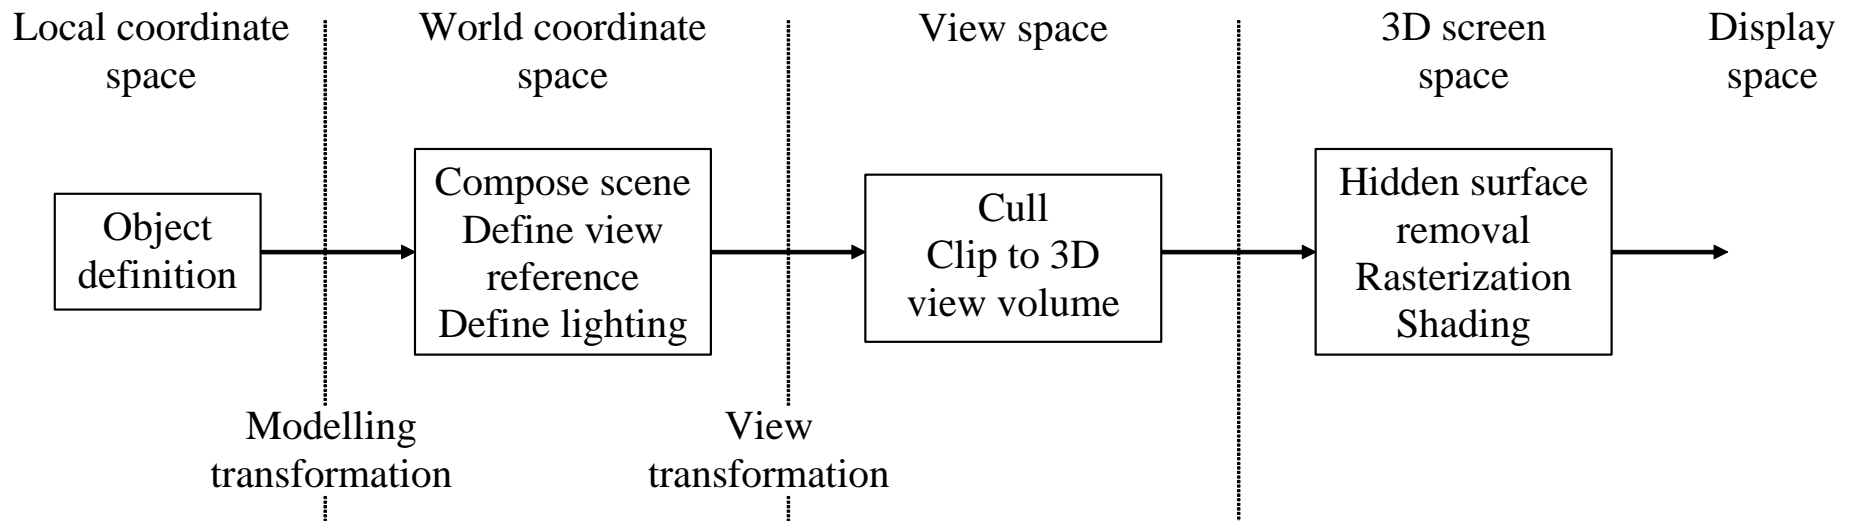 Local coordinate
space
World coordinate
space
View space
3D screen
space
Display
space
Object
definition
Compose scene
Define view
reference
Define lighting
Cull
Clip to 3D
view volume
Hidden surface
removal
Rasterization
Shading
Modelling
transformation
View
transformation